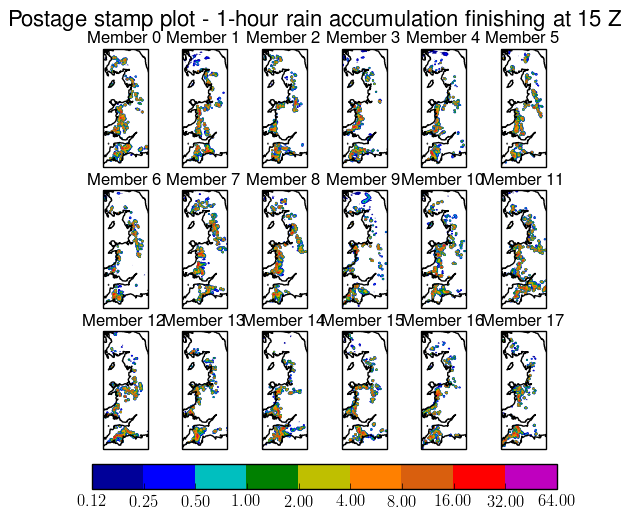 Postage stamp plot - 1-hour rain accumulation finishing at 15 Z
Member 0 Member 1 Member 2 Member 3 Member 4 Member 5
Member 6 Member 7 Member 8 Member 9 Member 10 Member 11
Member 12 Member 13 Member 14 Member 15 Member 16 Member 17
0.12 0.25 0.50 1.00 2.00 4.00 8.00 16.00 32.00 64.00